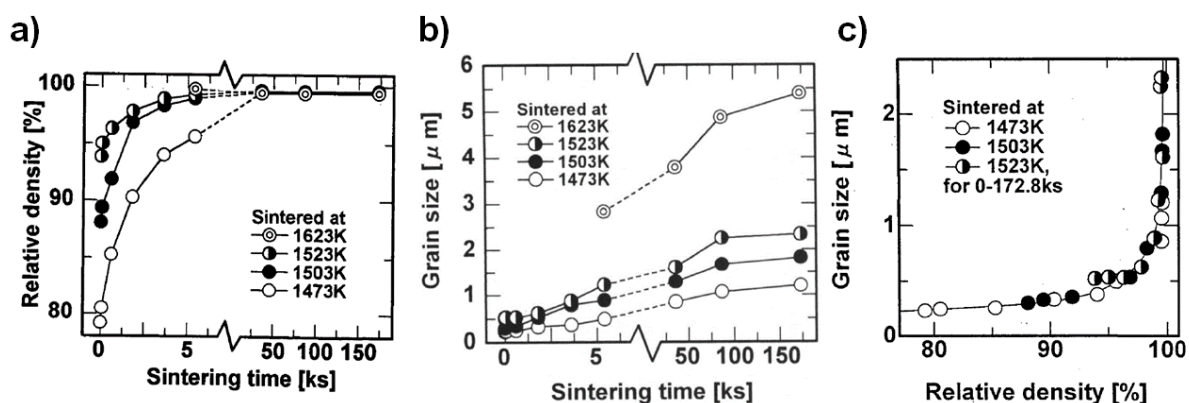 a)
Relative density [%]
100
90
80
Sintered at
1623K
1523K
1503K
1473K
0 5 50 100 150
Sintering time [ks]
b)
Grain size [ μ m]
6
5
4
3
2
1
0
Sintered at
1623K
1523K
1503K
1473K
0 5 50 100 150
Sintering time [ks]
c)
Grain size [ μ m]
2
1
0
Sintered at
1473K
1503K
1523K,
for 0-172.8ks
80 90 100
Relative density [%]